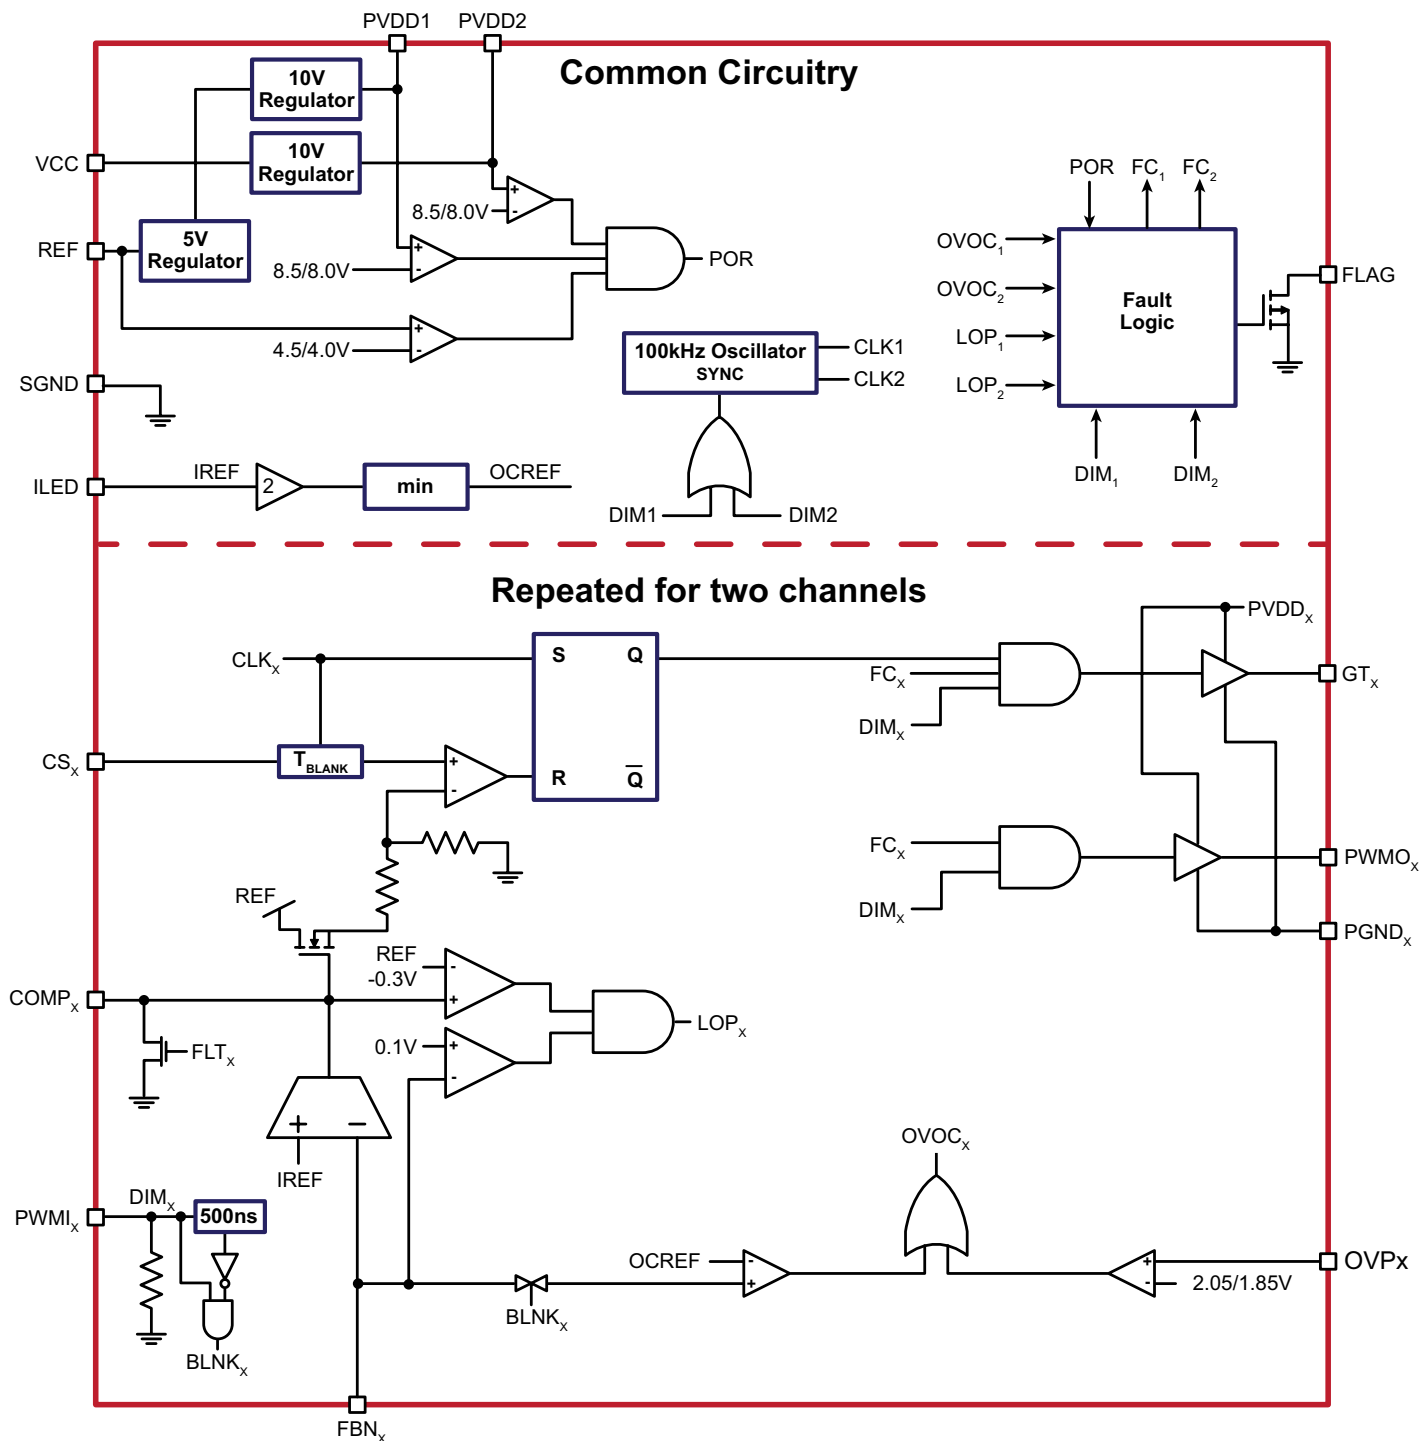 PVDD1 PVDD2
Common Circuitry
10V
Regulator
10V
Regulator
VCC
+
-
8.5/8.0V
REF
5V
Regulator
+
-
8.5/8.0V
POR
+
-
4.5/4.0V
SGND
100kHz Oscillator
SYNC
CLK1
CLK2
DIM1 DIM2
ILED
IREF
2
min
OCREF
POR FC1 FC2
OVOC1
OVOC2
LOP1
LOP2
Fault
Logic
DIM1 DIM2
FLAG
Repeated for two channels
PVDDX
CLKX
S Q
R Q̅
FCX
DIMX
GTX
CSX
TBLANK
+
-
FCX
DIMX
PWMOX
PGNDX
REF
REF
-0.3V
-
+
COMPX
LOPX
FLTX
0.1V
+
-
+ −
IREF
OVOCX
DIMX
PWMIX
500ns
BLNKX
OCREF
-
+
BLNKX
+
-
2.05/1.85V
OVPx
FBNX